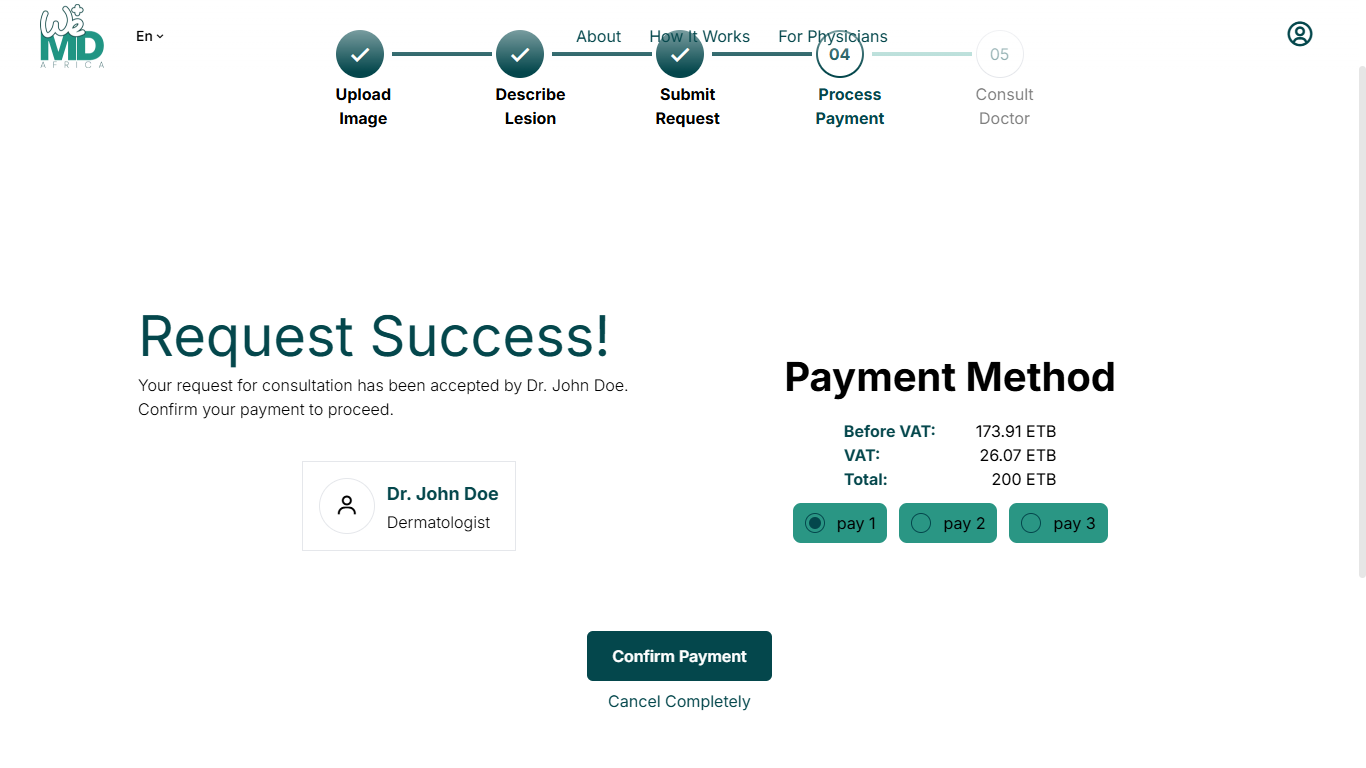 We
MD
AFRICA
En
About How It Works For Physicians
04 05
Upload Image
Describe Lesion
Submit Request
Process Payment
Consult Doctor
Request Success!
Your request for consultation has been accepted by Dr. John Doe.
Confirm your payment to proceed.
Dr. John Doe
Dermatologist
Payment Method
Before VAT: 173.91 ETB
VAT: 26.07 ETB
Total: 200 ETB
pay 1 pay 2 pay 3
Confirm Payment
Cancel Completely